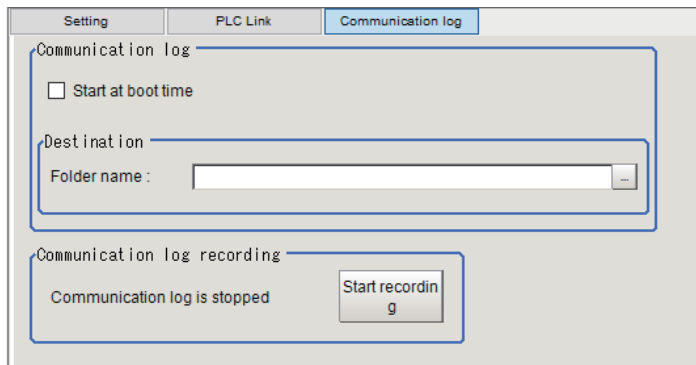 Setting
PLC Link
Communication log
Communication log
Start at boot time
Destination
Folder name :
...
Communication log recording
Communication log is stopped
Start recordin
g